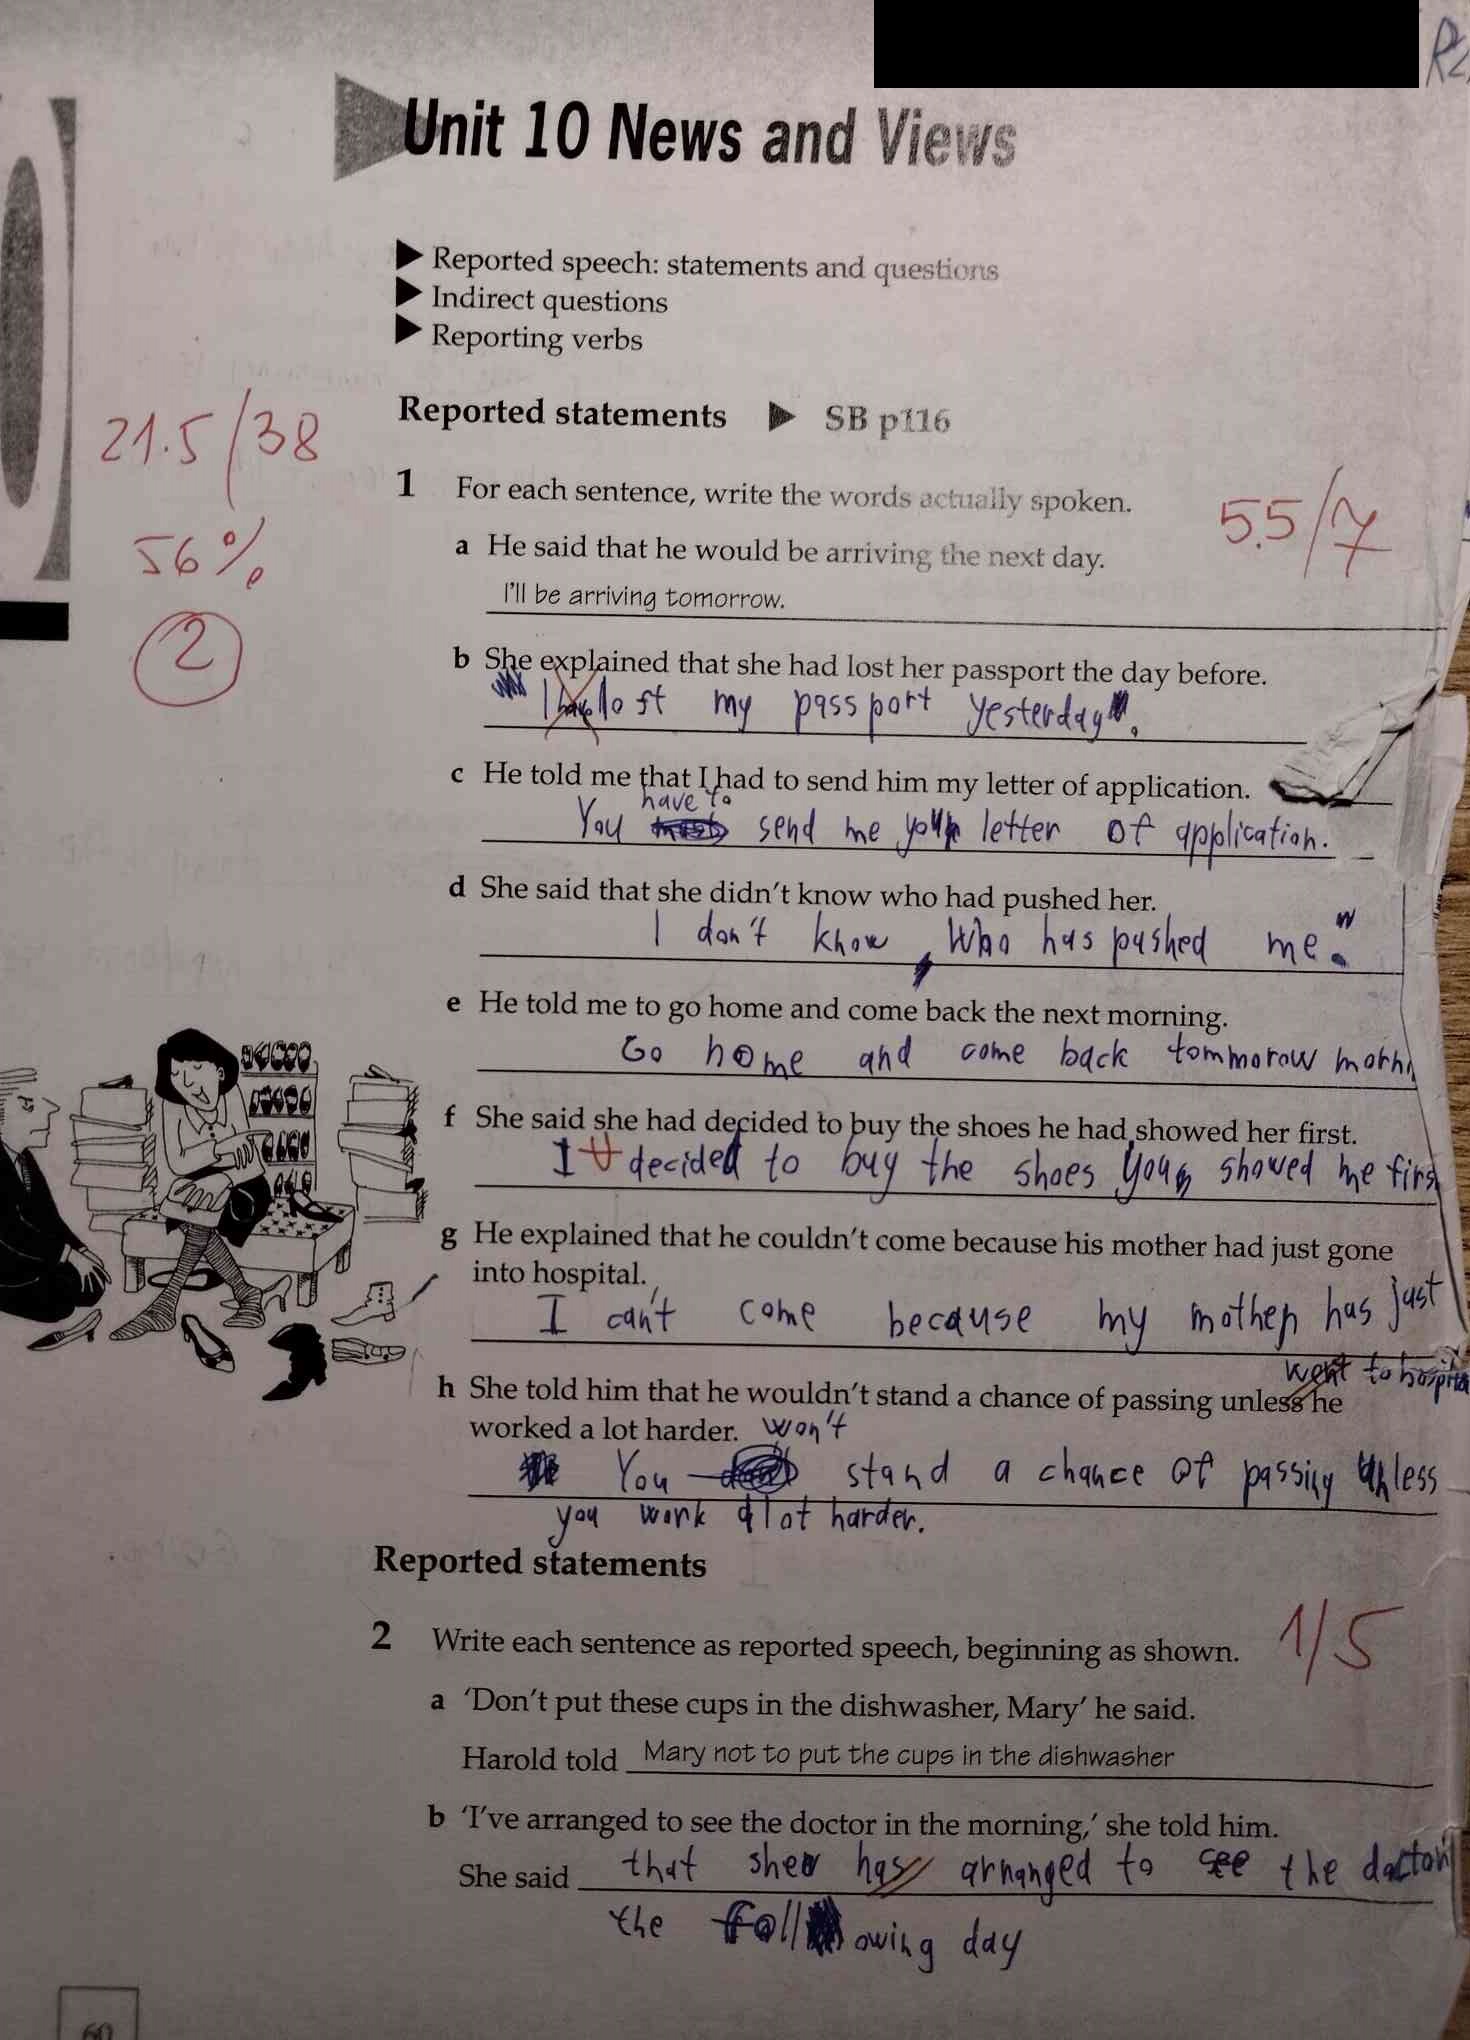 Unit 10 News and Views
Reported speech: statements and questions
Indirect questions
Reporting verbs
21.5/38
56%
2
Reported statements SB p116
1 For each sentence, write the words actually spoken.
5.5/7
a He said that he would be arriving the next day.
I'll be arriving tomorrow.
b She explained that she had lost her passport the day before.
I lost my passport yesterday.
c He told me that I had to send him my letter of application.
have to
You send me your letter of application.
d She said that she didn't know who had pushed her.
I don't know, who has pushed me.
e He told me to go home and come back the next morning.
Go home and come back tommorow morn
f She said she had decided to buy the shoes he had showed her first.
I decided to buy the shoes you showed me firs
g He explained that he couldn't come because his mother had just gone
into hospital.
I can't come because my mother has just
went to hospita
h She told him that he wouldn't stand a chance of passing unless he
worked a lot harder. won't
You stand a chance of passing unless
you work a lot harder.
Reported statements
2 Write each sentence as reported speech, beginning as shown.
1/5
a 'Don't put these cups in the dishwasher, Mary' he said.
Harold told Mary not to put the cups in the dishwasher
b 'I've arranged to see the doctor in the morning,' she told him.
She said that she has arranged to see the doctor
the following day
60